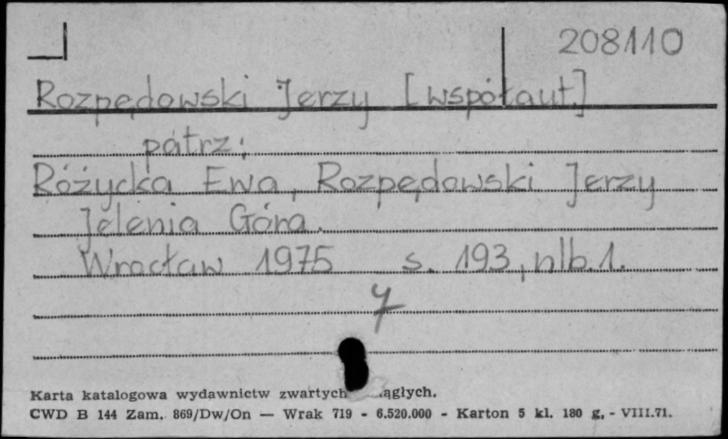 208110
Rozpędowski Jerzy [współaut.]
patrz:
Różycka Ewa, Rozpędowski Jerzy
Jelenia Góra.
Wrocław 1975 s. 193, nlb. 1.
Karta katalogowa wydawnictw zwartych ągłych.
CWD B 144 Zam. 869/Dw/On — Wrak 719 - 6.520.000 - Karton 5 kl. 180 g. - VIII.71.